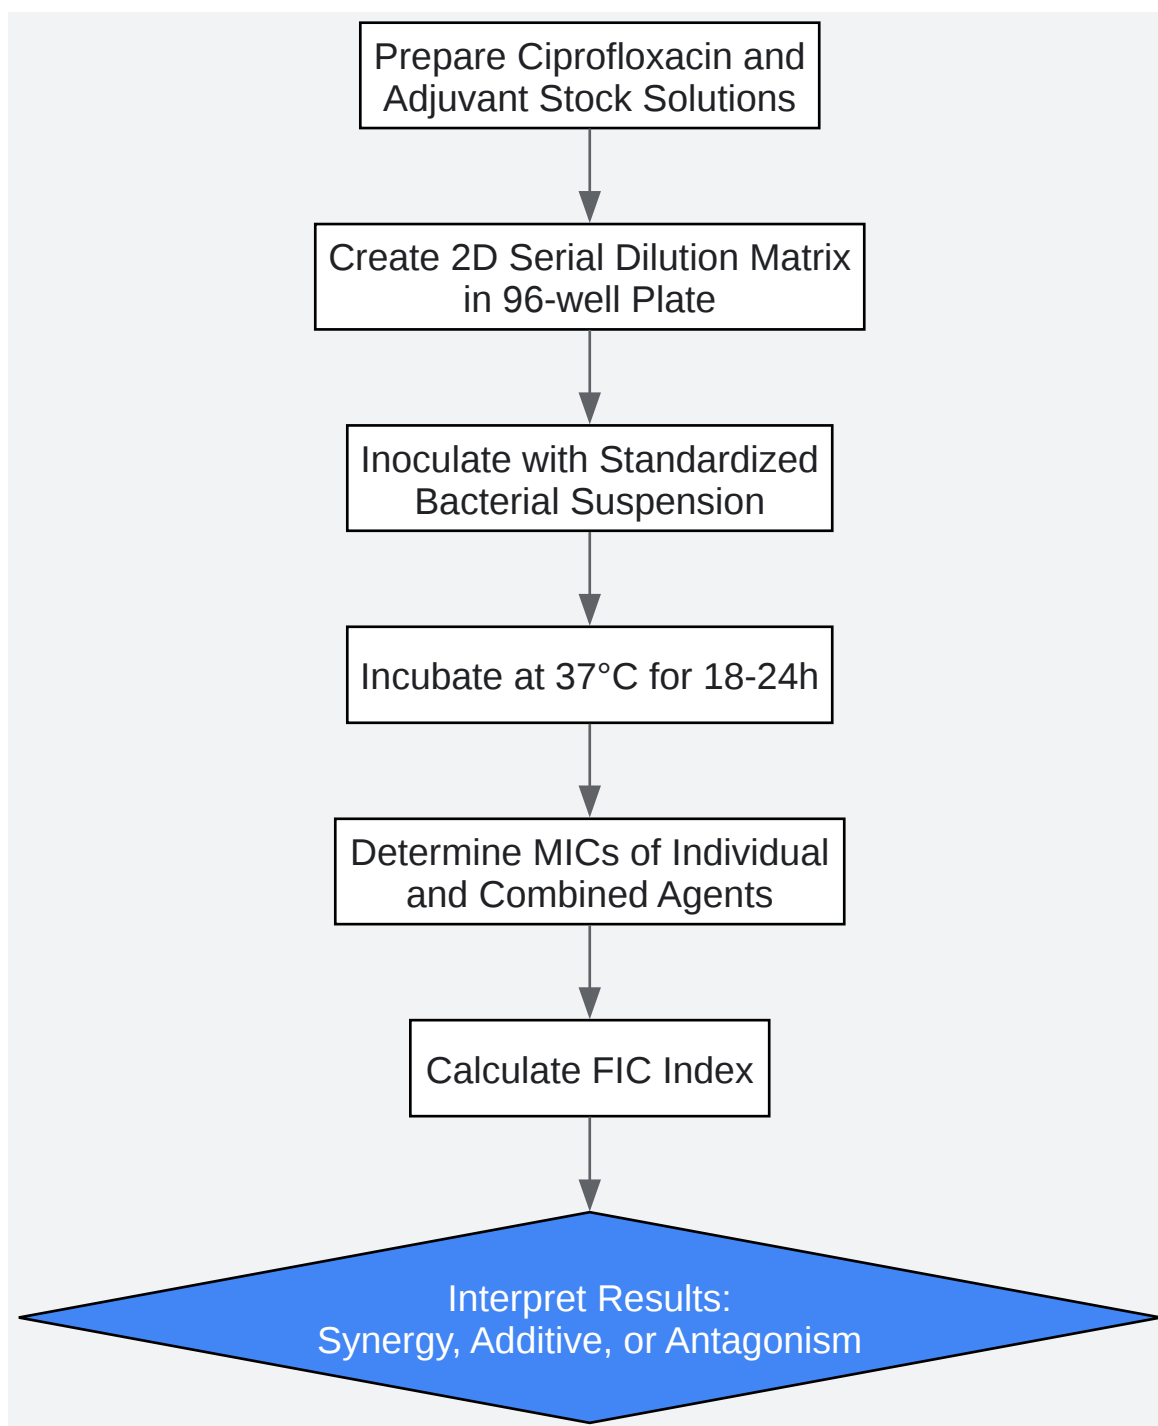 Prepare Ciprofloxacin and
Adjuvant Stock Solutions
Create 2D Serial Dilution Matrix
in 96-well Plate
Inoculate with Standardized
Bacterial Suspension
Incubate at 37°C for 18-24h
Determine MICs of Individual
and Combined Agents
Calculate FIC Index
Interpret Results:
Synergy, Additive, or Antagonism